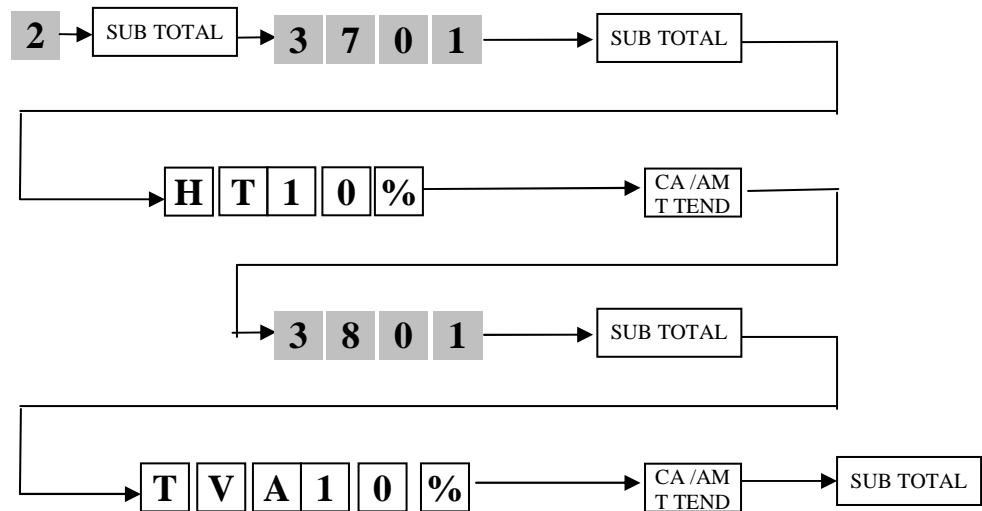 2 SUB TOTAL 3 7 0 1 SUB TOTAL
H T 1 0 % CA /AM
T TEND
3 8 0 1 SUB TOTAL
T V A 1 0 % CA /AM
T TEND SUB TOTAL